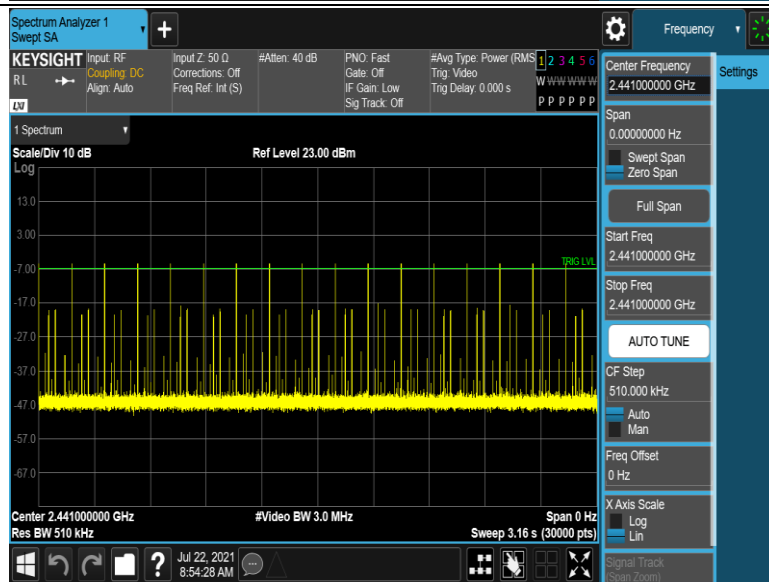 Spectrum Analyzer 1
Swept SA
+
Frequency
KEYSIGHT
RL
LXI
Input: RF
Coupling: DC
Align: Auto
Input Z: 50 Ω
Corrections: Off
Freq Ref: Int (S)
#Atten: 40 dB
PNO: Fast
Gate: Off
IF Gain: Low
Sig Track: Off
#Avg Type: Power (RMS
Trig: Video
Trig Delay: 0.000 s
1 2 3 4 5 6
W W W W W W
P P P P P P
Center Frequency
2.441000000 GHz
Settings
Span
0.00000000 Hz
Swept Span
Zero Span
Full Span
Start Freq
2.441000000 GHz
Stop Freq
2.441000000 GHz
AUTO TUNE
CF Step
510.000 kHz
Auto
Man
Freq Offset
0 Hz
X Axis Scale
Log
Lin
Signal Track
(Span Zoom)
1 Spectrum
Scale/Div 10 dB
Ref Level 23.00 dBm
Log
13.0
3.00
-7.00
TRIG LVL
-17.0
-27.0
-37.0
-47.0
-57.0
-67.0
Center 2.441000000 GHz
#Video BW 3.0 MHz
Span 0 Hz
Res BW 510 kHz
Sweep 3.16 s (30000 pts)
?
Jul 22, 2021
8:54:28 AM